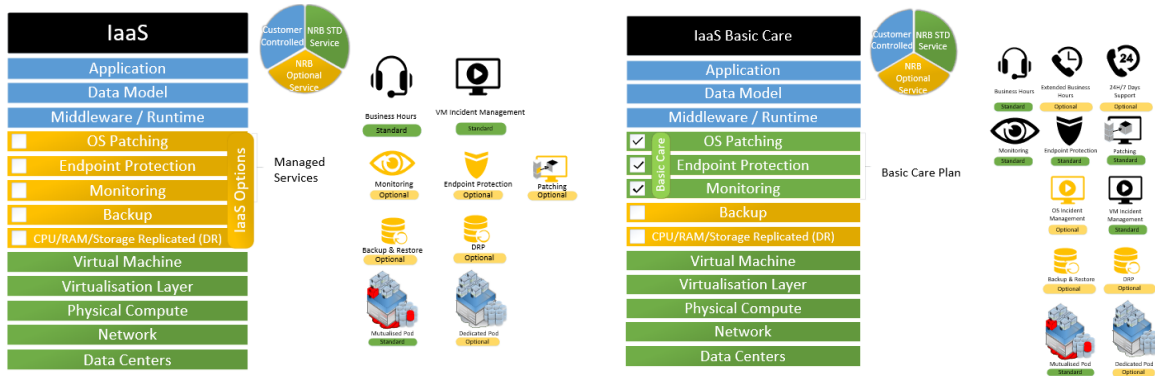 IaaS
Application
Data Model
Middleware / Runtime
OS Patching
Endpoint Protection
Monitoring
Backup
CPU/RAM/Storage Replicated (DR)
IaaS Options
Virtual Machine
Virtualisation Layer
Physical Compute
Network
Data Centers
Managed
Services
Customer
Controlled
NRB STD
Service
NRB
Optional
Service
Business Hours
Standard
VM Incident Management
Standard
Monitoring
Optional
Endpoint Protection
Optional
Patching
Optional
Backup & Restore
Optional
DRP
Optional
Mutualised Pod
Standard
Dedicated Pod
Optional
IaaS Basic Care
Application
Data Model
Middleware / Runtime
OS Patching
Endpoint Protection
Monitoring
Basic Care
Backup
CPU/RAM/Storage Replicated (DR)
Virtual Machine
Virtualisation Layer
Physical Compute
Network
Data Centers
Basic Care Plan
Customer
Controlled
NRB STD
Service
NRB
Optional
Service
Business Hours
Standard
Extended Business
Hours
Optional
24
24H/7 Days
Support
Optional
Monitoring
Standard
Endpoint Protection
Standard
Patching
Standard
OS Incident
Management
Optional
VM Incident
Management
Standard
Backup & Restore
Optional
DRP
Optional
Mutualised Pod
Standard
Dedicated Pod
Optional